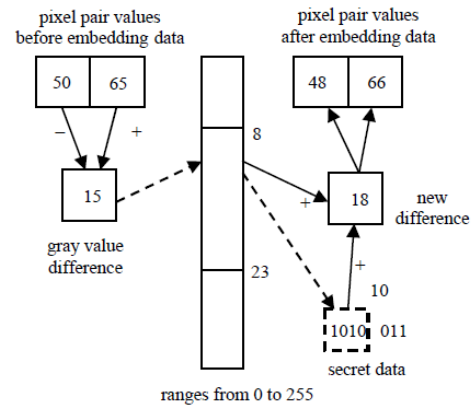 pixel pair values
before embedding data
pixel pair values
after embedding data
50 65
48 66
− +
8
15
+
18
new
difference
gray value
difference
23
+
10
1010 011
secret data
ranges from 0 to 255